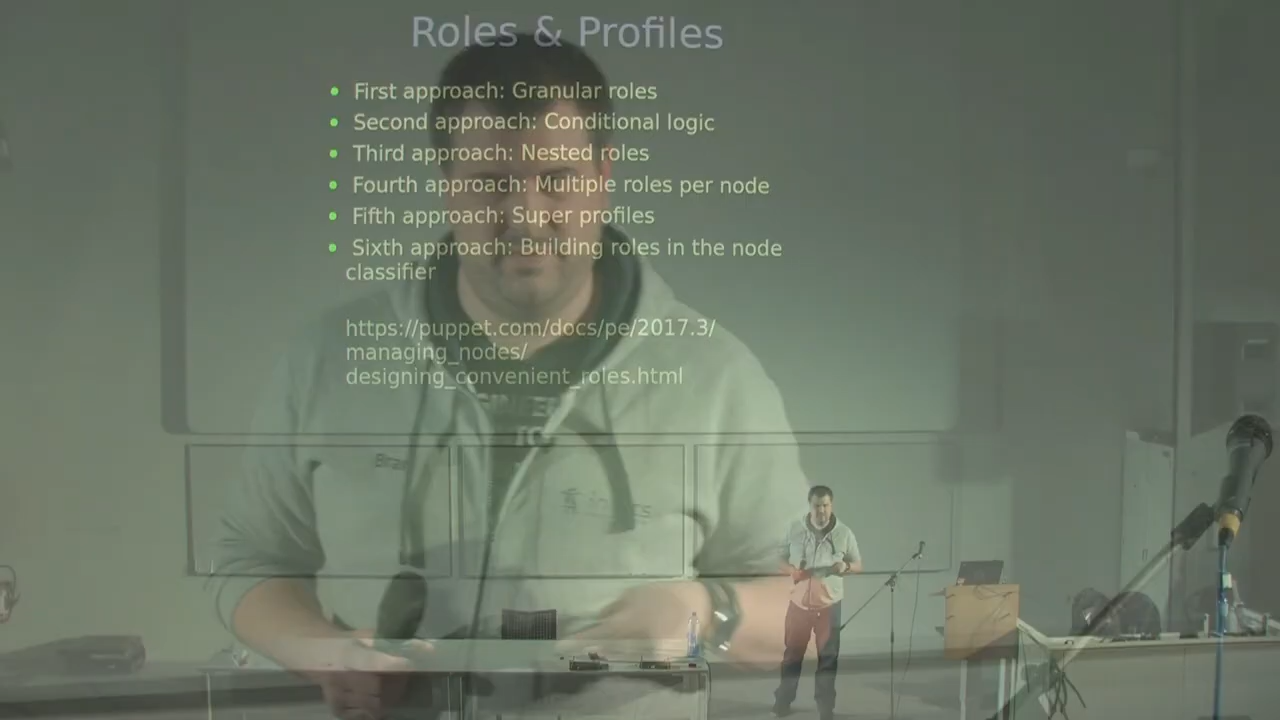 Roles & Profiles
First approach: Granular roles
Second approach: Conditional logic
Third approach: Nested roles
Fourth approach: Multiple roles per node
Fifth approach: Super profiles
Sixth approach: Building roles in the node
classifier
https://puppet.com/docs/pe/2017.3/
managing_nodes/
designing_convenient_roles.html